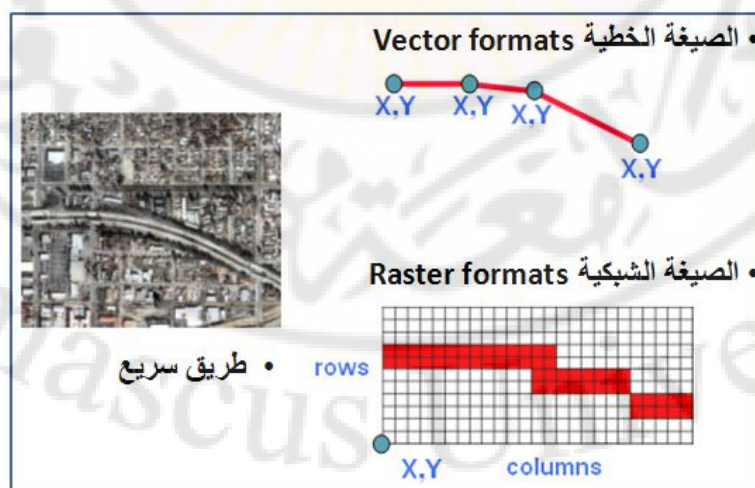 • الصيغة الخطية Vector formats
X,Y X,Y X,Y X,Y
• الصيغة الشبكية Raster formats
• طريق سريع
rows
X,Y columns